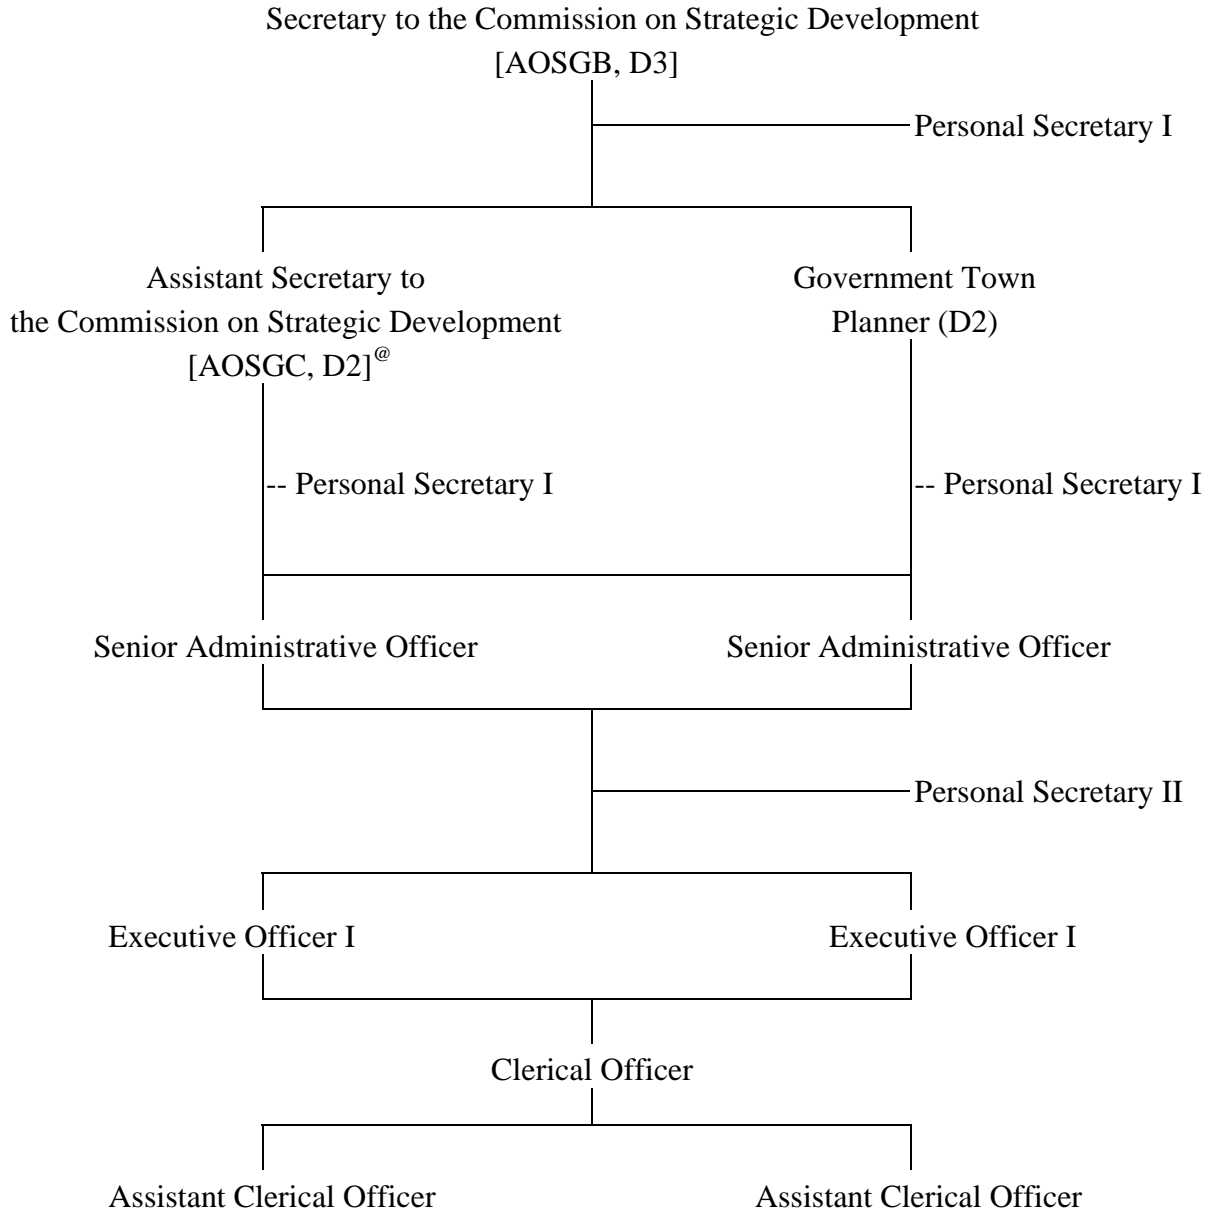 Secretary to the Commission on Strategic Development
[AOSGB, D3]
Personal Secretary I
Assistant Secretary to
the Commission on Strategic Development
[AOSGC, D2]@
Government Town
Planner (D2)
-- Personal Secretary I
-- Personal Secretary I
Senior Administrative Officer
Senior Administrative Officer
Personal Secretary II
Executive Officer I
Executive Officer I
Clerical Officer
Assistant Clerical Officer
Assistant Clerical Officer